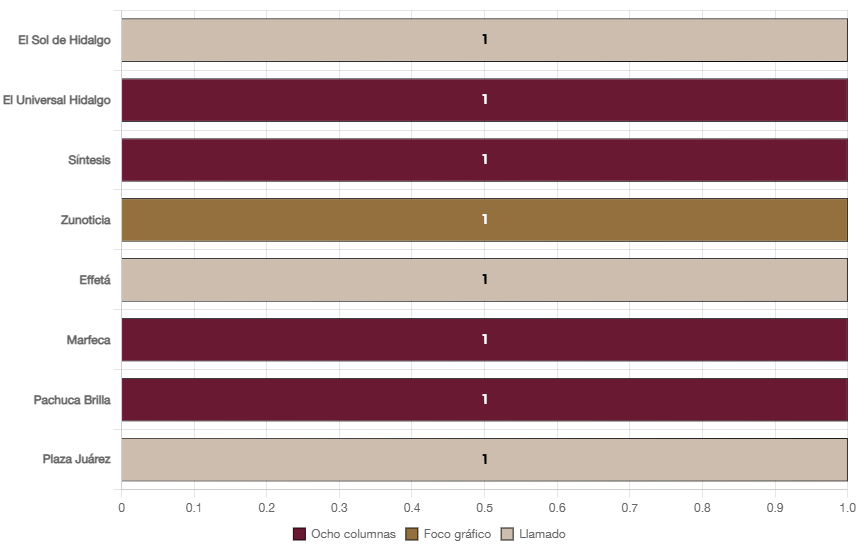 El Sol de Hidalgo 1
El Universal Hidalgo 1
Síntesis 1
Zunoticia 1
Effetá 1
Marfeca 1
Pachuca Brilla 1
Plaza Juárez 1
0 0.1 0.2 0.3 0.4 0.5 0.6 0.7 0.8 0.9 1.0
Ocho columnas Foco gráfico Llamado